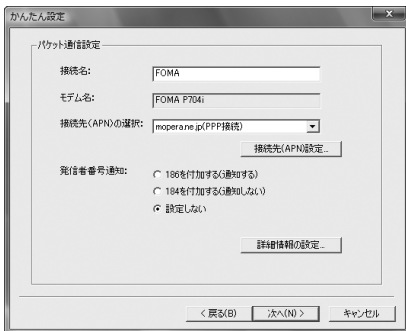 かんたん設定
パケット通信設定
接続名: FOMA
モデム名: FOMA P704i
接続先(APN)の選択: mopera.ne.jp(PPP接続)
接続先(APN)設定...
発信者番号通知: 186を付加する(通知する)
184を付加する(通知しない)
設定しない
詳細情報の設定...
< 戻る(B) 次へ(N) > キャンセル